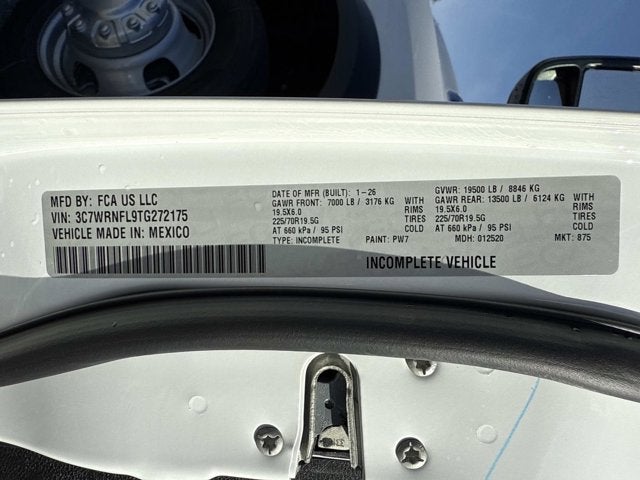 MFD BY: FCA US LLC
VIN: 3C7WRNFL9TG272175
VEHICLE MADE IN: MEXICO
DATE OF MFR (BUILT): 1-26
GAWR FRONT: 7000 LB / 3176 KG
19.5X6.0 RIMS
225/70R19.5G TIRES
AT 660 kPa / 95 PSI COLD
TYPE: INCOMPLETE PAINT: PW7
GVWR: 19500 LB / 8846 KG
GAWR REAR: 13500 LB / 6124 KG
19.5X6.0 RIMS
225/70R19.5G TIRES
AT 660 kPa / 95 PSI COLD
MDH: 012520 MKT: 875
INCOMPLETE VEHICLE